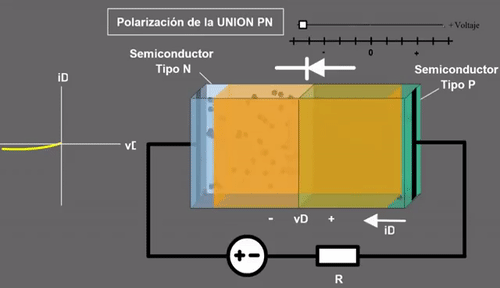 Polarización de la UNION PN
+ Voltaje
- 0 +
Semiconductor
Tipo N
Semiconductor
Tipo P
iD
vD
- vD +
iD
+ -
R